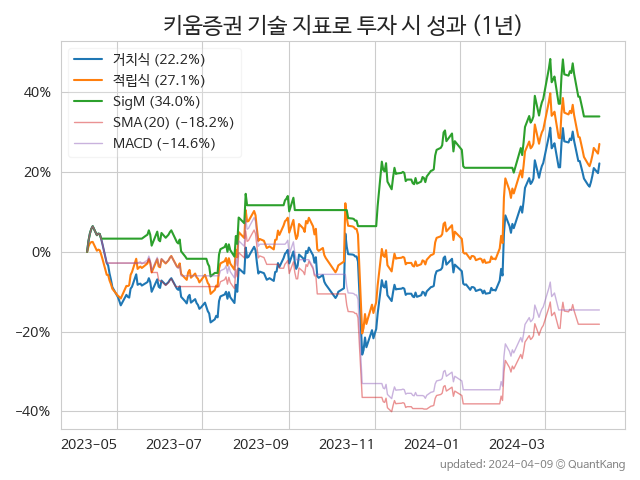 키움증권 기술 지표로 투자 시 성과 (1년)
거치식 (22.2%)
적립식 (27.1%)
SigM (34.0%)
SMA(20) (−18.2%)
MACD (−14.6%)
40%
20%
0%
−20%
−40%
2023-05 2023-07 2023-09 2023-11 2024-01 2024-03
updated: 2024-04-09 © QuantKang